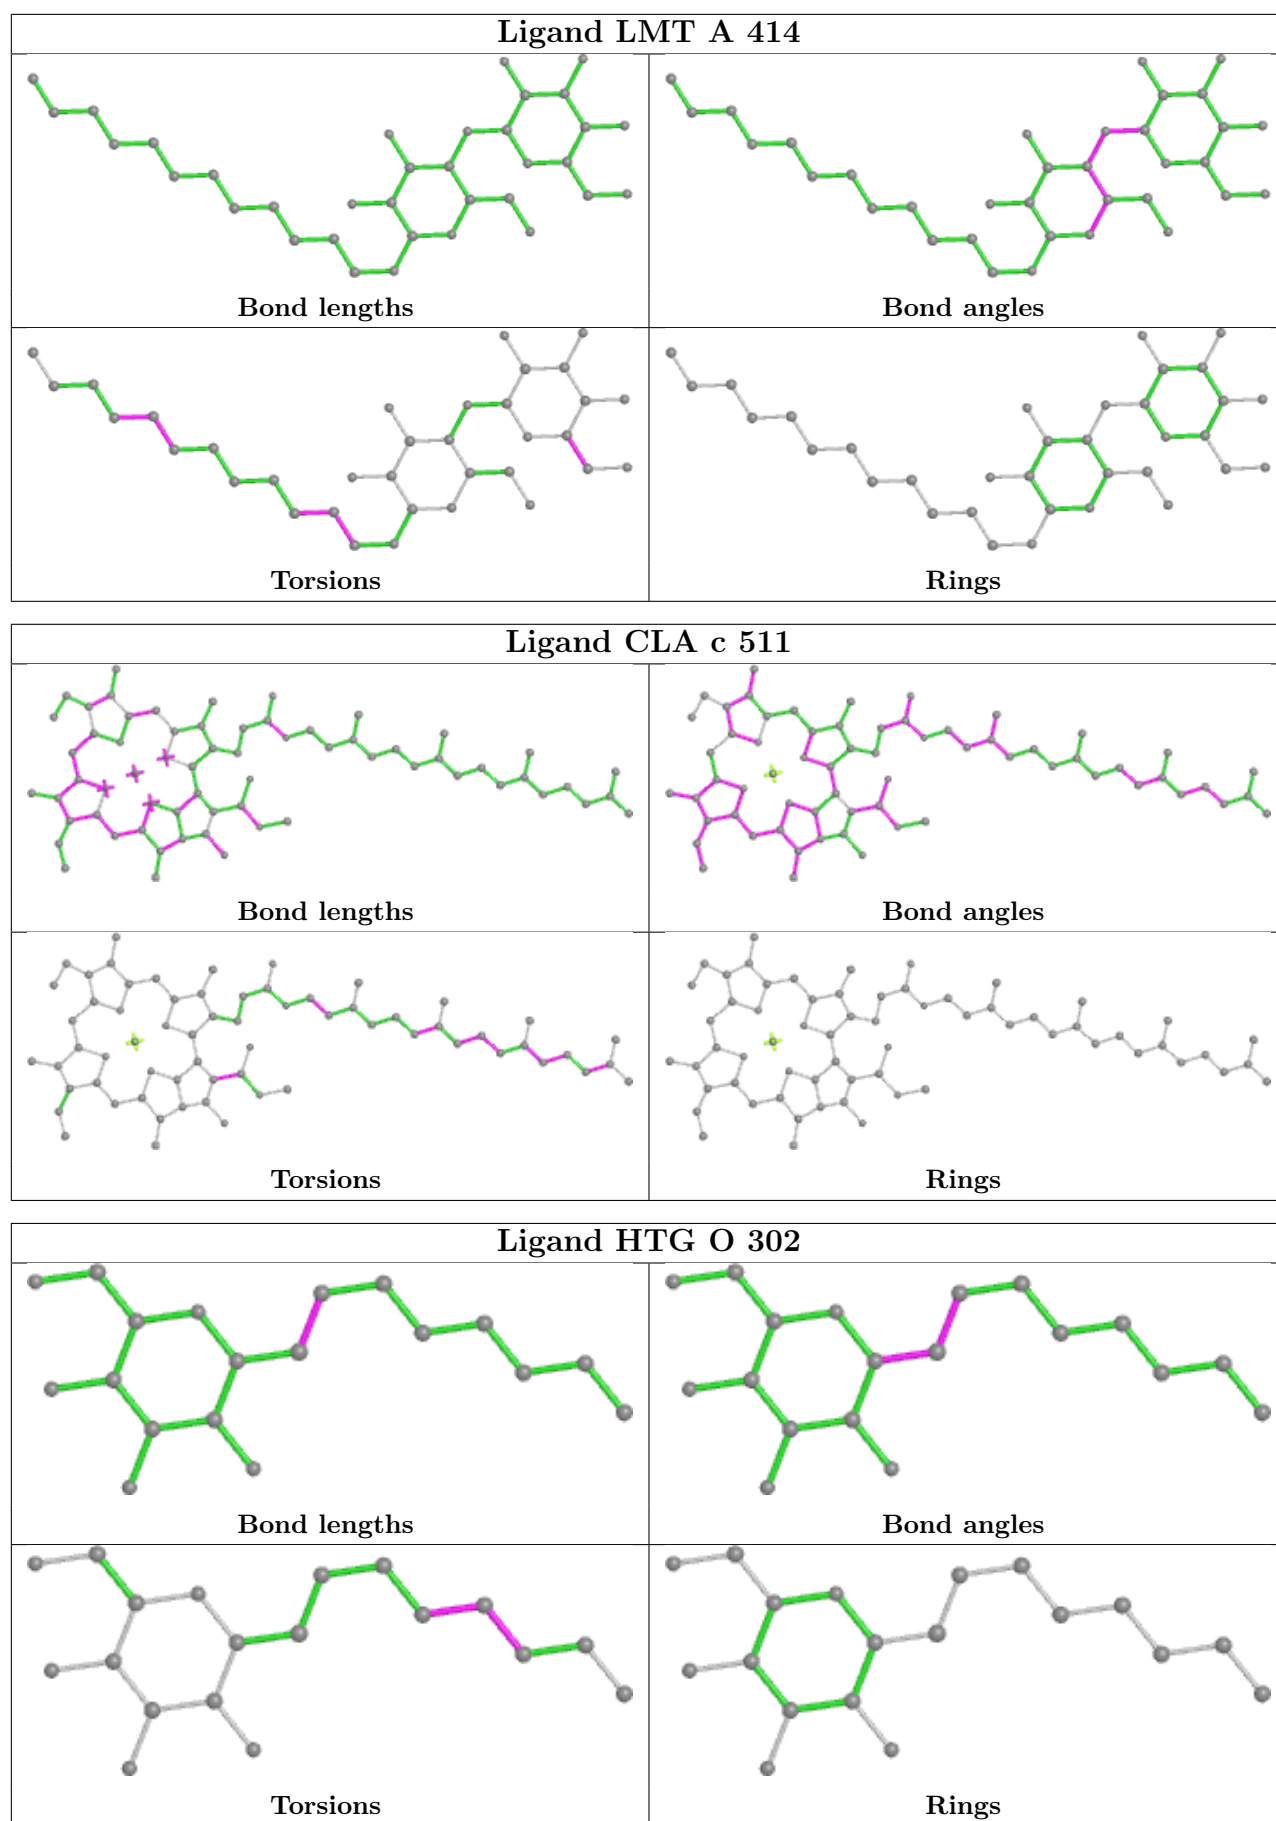 Ligand LMT A 414
Bond lengths
Bond angles
Torsions
Rings
Ligand CLA c 511
Bond lengths
Bond angles
Torsions
Rings
Ligand HTG O 302
Bond lengths
Bond angles
Torsions
Rings